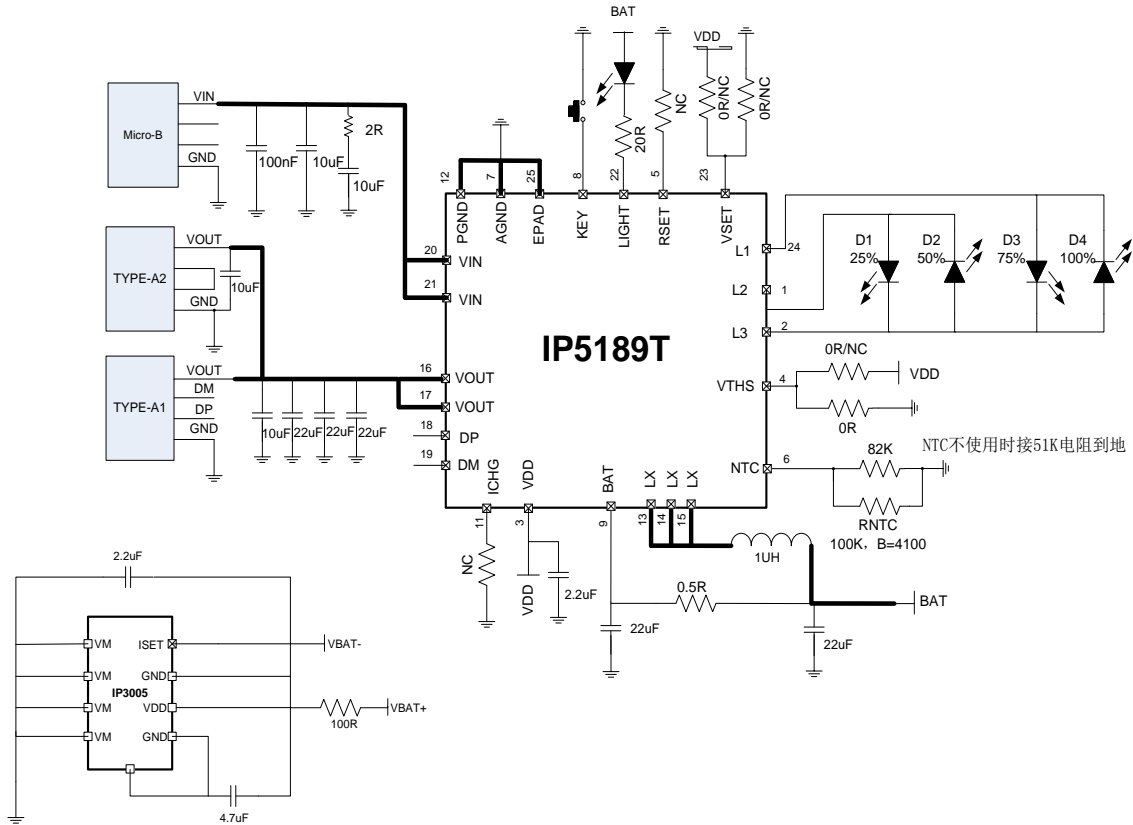 BAT
VDD
0R/NC
0R/NC
NC
20R
Micro-B
VIN
GND
100nF
10uF
2R
10uF
12
7
25
8
22
5
23
PGND
AGND
EPAD
KEY
LIGHT
RSET
VSET
TYPE-A2
VOUT
GND
10uF
20
VIN
21
VIN
L1
24
L2
1
L3
2
D1
25%
D2
50%
D3
75%
D4
100%
IP5189T
TYPE-A1
VOUT
DM
DP
GND
10uF
22uF
22uF
22uF
16
VOUT
17
VOUT
18
DP
19
DM
VTHS
4
0R/NC
VDD
0R
NTC
6
82K
NTC不使用时接51K电阻到地
RNTC
100K，B=4100
ICHG
VDD
BAT
LX
LX
LX
11
3
9
13
14
15
NC
VDD
2.2uF
1UH
0.5R
BAT
22uF
22uF
2.2uF
VM
ISET
VBAT-
VM
GND
IP3005
VM
VDD
100R
VBAT+
VM
GND
4.7uF